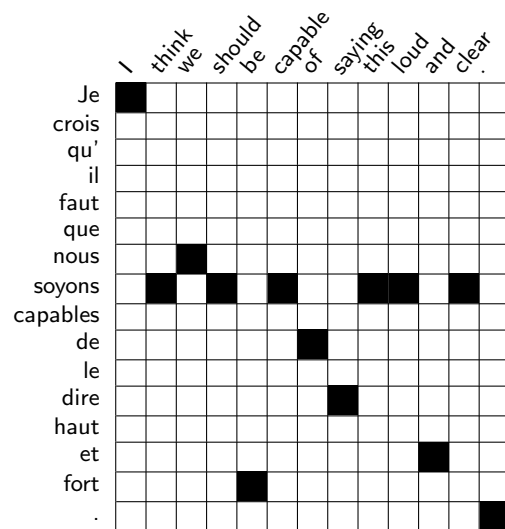 I think we should be capable of saying this loud and clear .
Je
crois
qu'
il
faut
que
nous
soyons
capables
de
le
dire
haut
et
fort
.